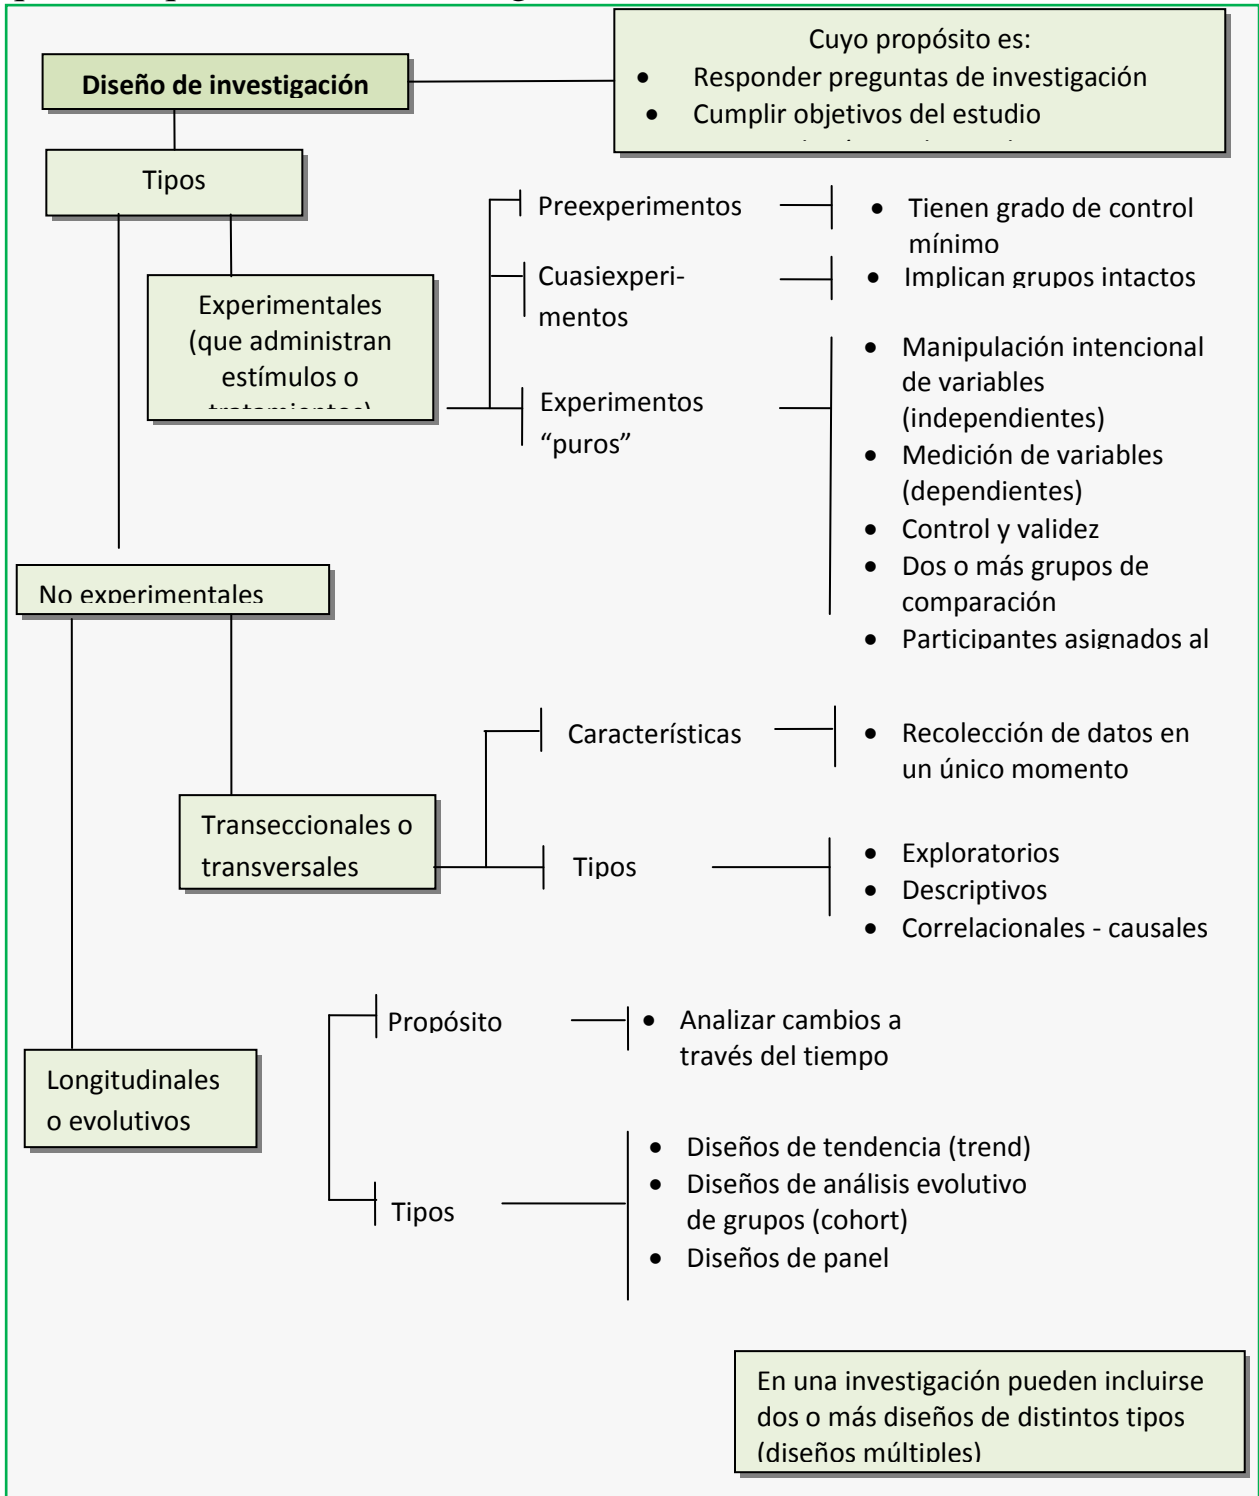 Diseño de investigación
Cuyo propósito es:
• Responder preguntas de investigación
• Cumplir objetivos del estudio
Tipos
Experimentales
(que administran
estímulos o
tratamientos)
Preexperimentos
• Tienen grado de control
mínimo
Cuasiexperi-
mentos
• Implican grupos intactos
Experimentos
“puros”
• Manipulación intencional
de variables
(independientes)
• Medición de variables
(dependientes)
• Control y validez
• Dos o más grupos de
comparación
• Participantes asignados al
No experimentales
Transeccionales o
transversales
Características
• Recolección de datos en
un único momento
Tipos
• Exploratorios
• Descriptivos
• Correlacionales - causales
Longitudinales
o evolutivos
Propósito
• Analizar cambios a
través del tiempo
Tipos
• Diseños de tendencia (trend)
• Diseños de análisis evolutivo
de grupos (cohort)
• Diseños de panel
En una investigación pueden incluirse
dos o más diseños de distintos tipos
(diseños múltiples)